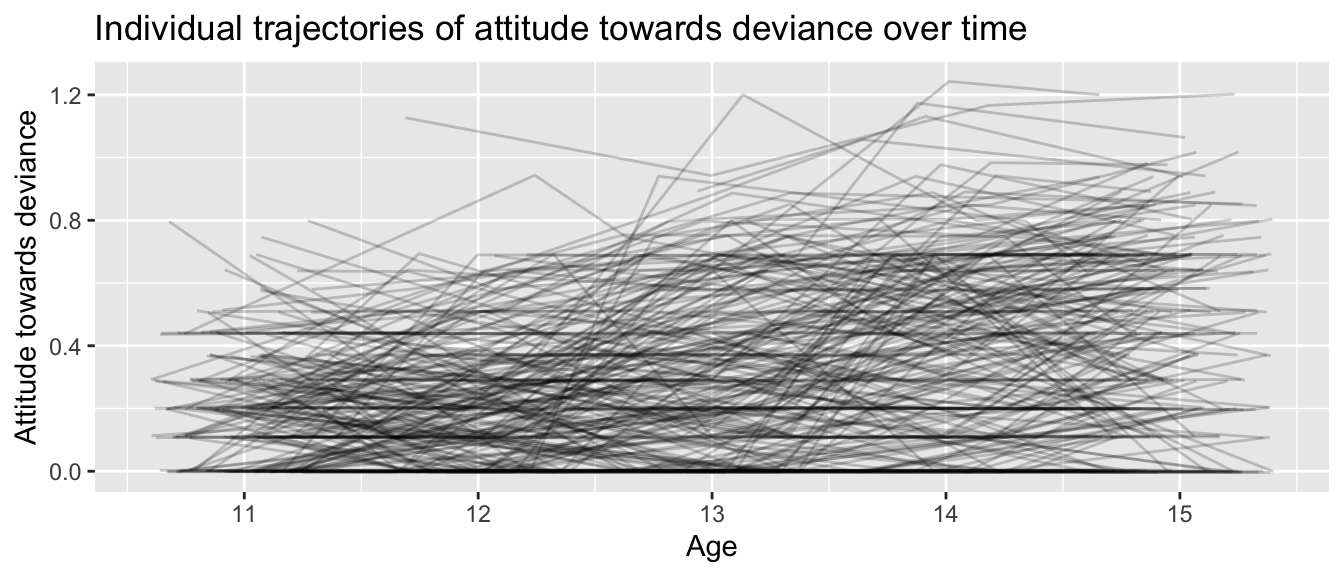 Individual trajectories of attitude towards deviance over time
Attitude towards deviance
1.2
0.8
0.4
0.0
11 12 13 14 15
Age